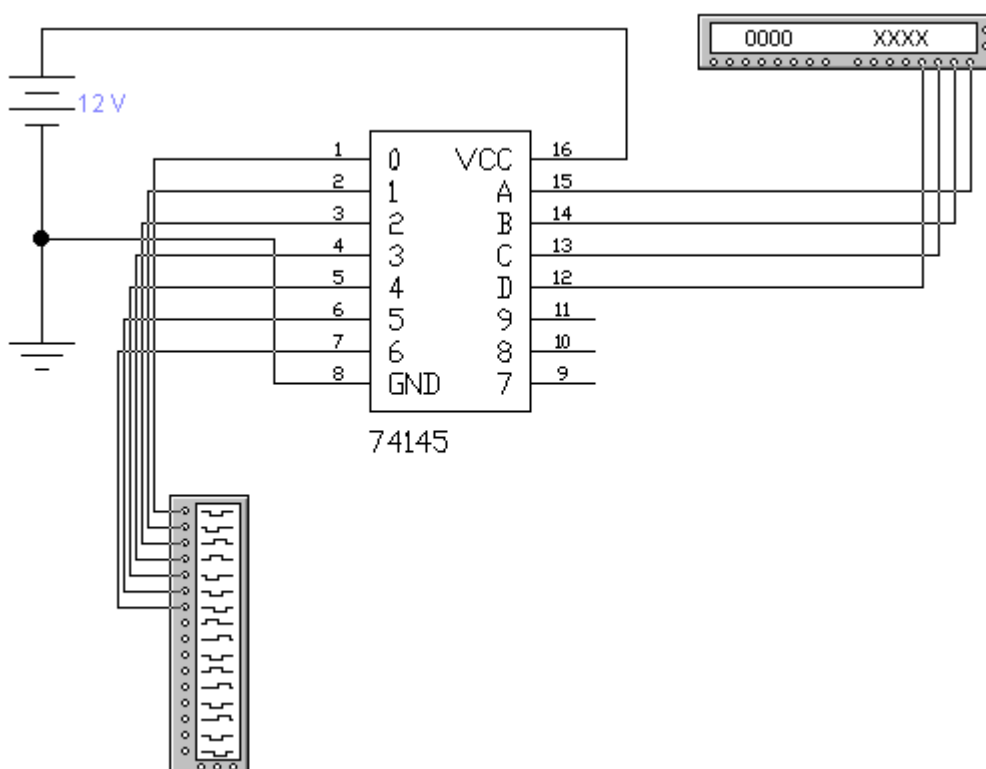 0000 XXXX
12 V
1 0 VCC 16
2 1 A 15
3 2 B 14
4 3 C 13
5 4 D 12
6 5 9 11
7 6 8 10
8 GND 7 9
74145